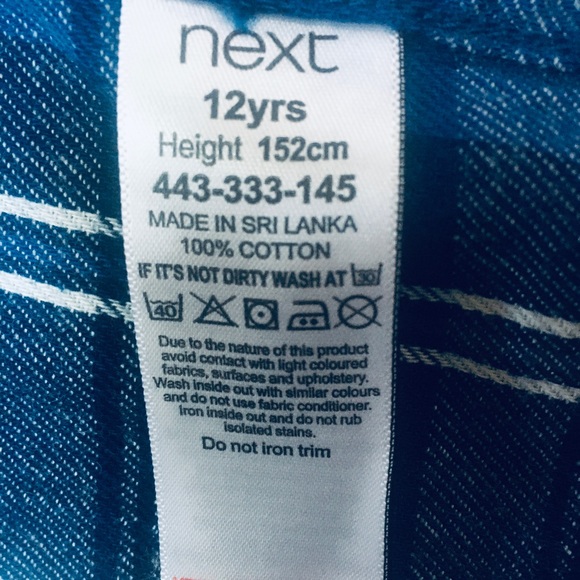 next
12yrs
Height 152cm
443-333-145
MADE IN SRI LANKA
100% COTTON
IF IT'S NOT DIRTY WASH AT 30
40
Due to the nature of this product
avoid contact with light coloured
fabrics, surfaces and upholstery.
Wash inside out with similar colours
and do not use fabric conditioner.
Iron inside out and do not rub
isolated stains.
Do not iron trim